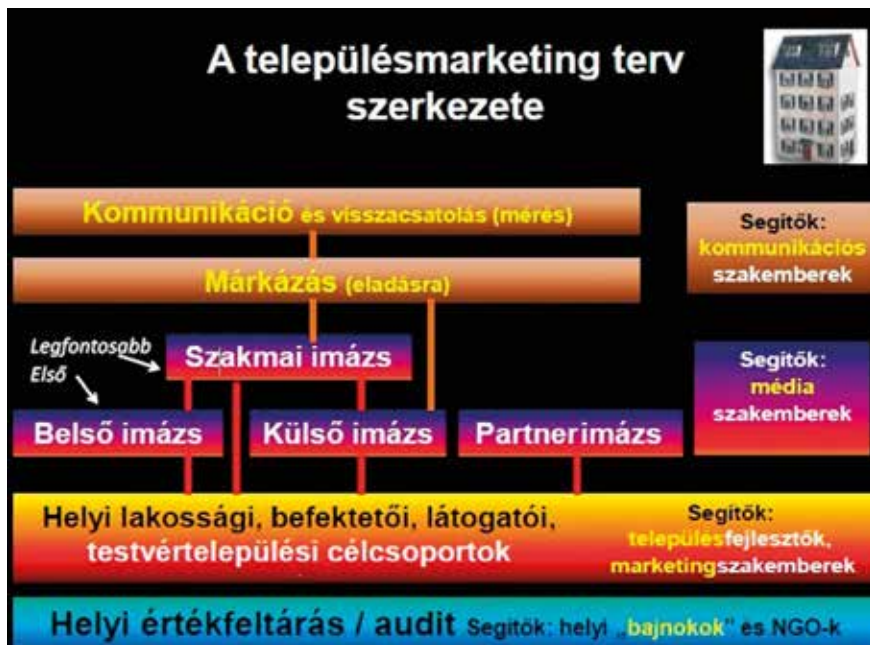 A településmarketing terv
szerkezete
Kommunikáció és visszacsatolás (mérés)
Segítők:
kommunikációs
szakemberek
Márkázás (eladásra)
Legfontosabb
Első
Szakmai imázs
Segítők:
média
szakemberek
Belső imázs
Külső imázs
Partnerimázs
Helyi lakossági, befektetői, látogatói,
testvértelepülési célcsoportok
Segítők:
településfejlesztők,
marketingszakemberek
Helyi értékfeltárás / audit Segítők: helyi „bajnokok” és NGO-k